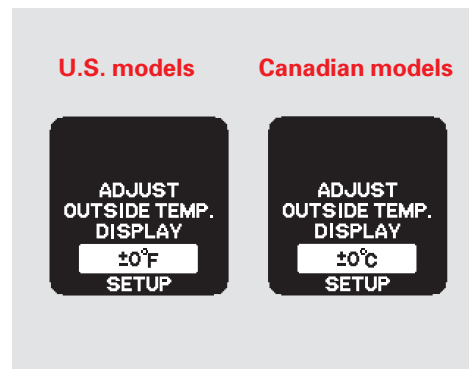 U.S. models
Canadian models
ADJUST
OUTSIDE TEMP.
DISPLAY
±0°F
SETUP
ADJUST
OUTSIDE TEMP.
DISPLAY
±0°C
SETUP